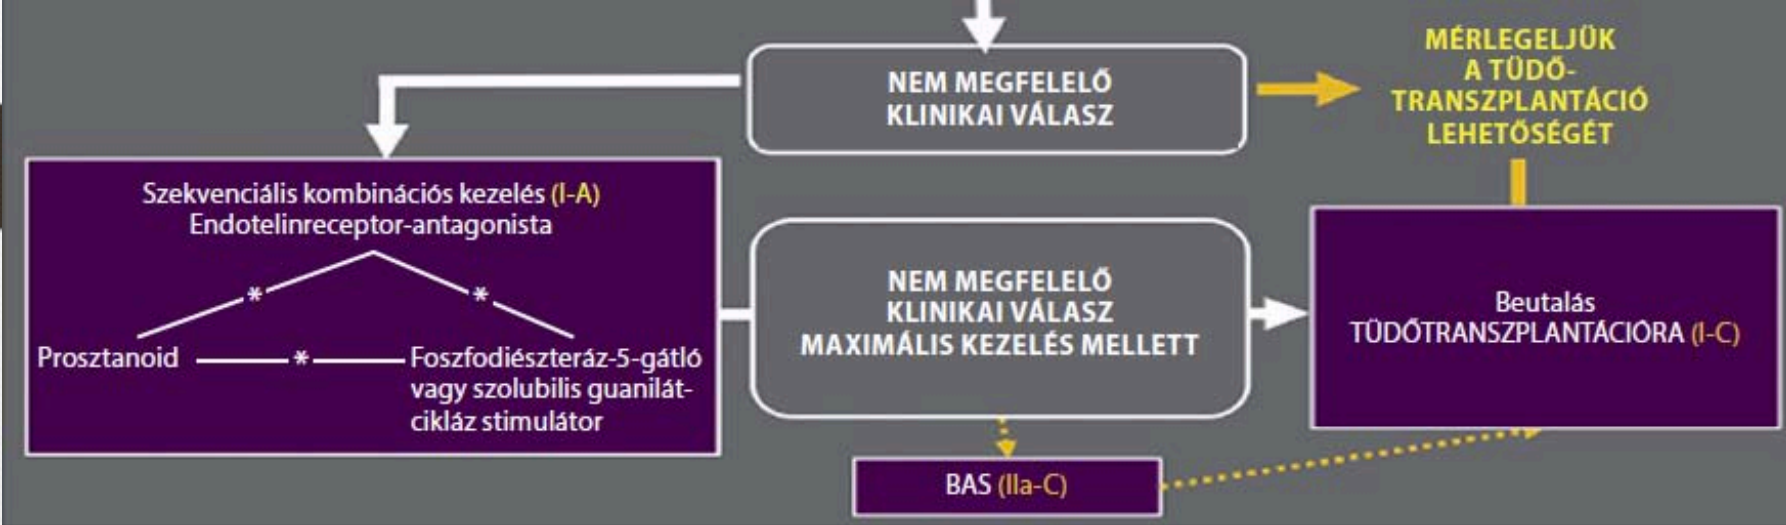 NEM MEGFELELŐ
KLINIKAI VÁLASZ
MÉRLEGELJÜK
A TÜDŐ-
TRANSZPLANTÁCIÓ
LEHETŐSÉGÉT
Szekvenciális kombinációs kezelés (I-A)
Endotelinreceptor-antagonista
*
*
Prosztanoid * Foszfodiészteráz-5-gátló
vagy szolubilis guanilát-
cikláz stimulátor
NEM MEGFELELŐ
KLINIKAI VÁLASZ
MAXIMÁLIS KEZELÉS MELLETT
Beutalás
TÜDŐTRANSZPLANTÁCIÓRA (I-C)
BAS (IIa-C)